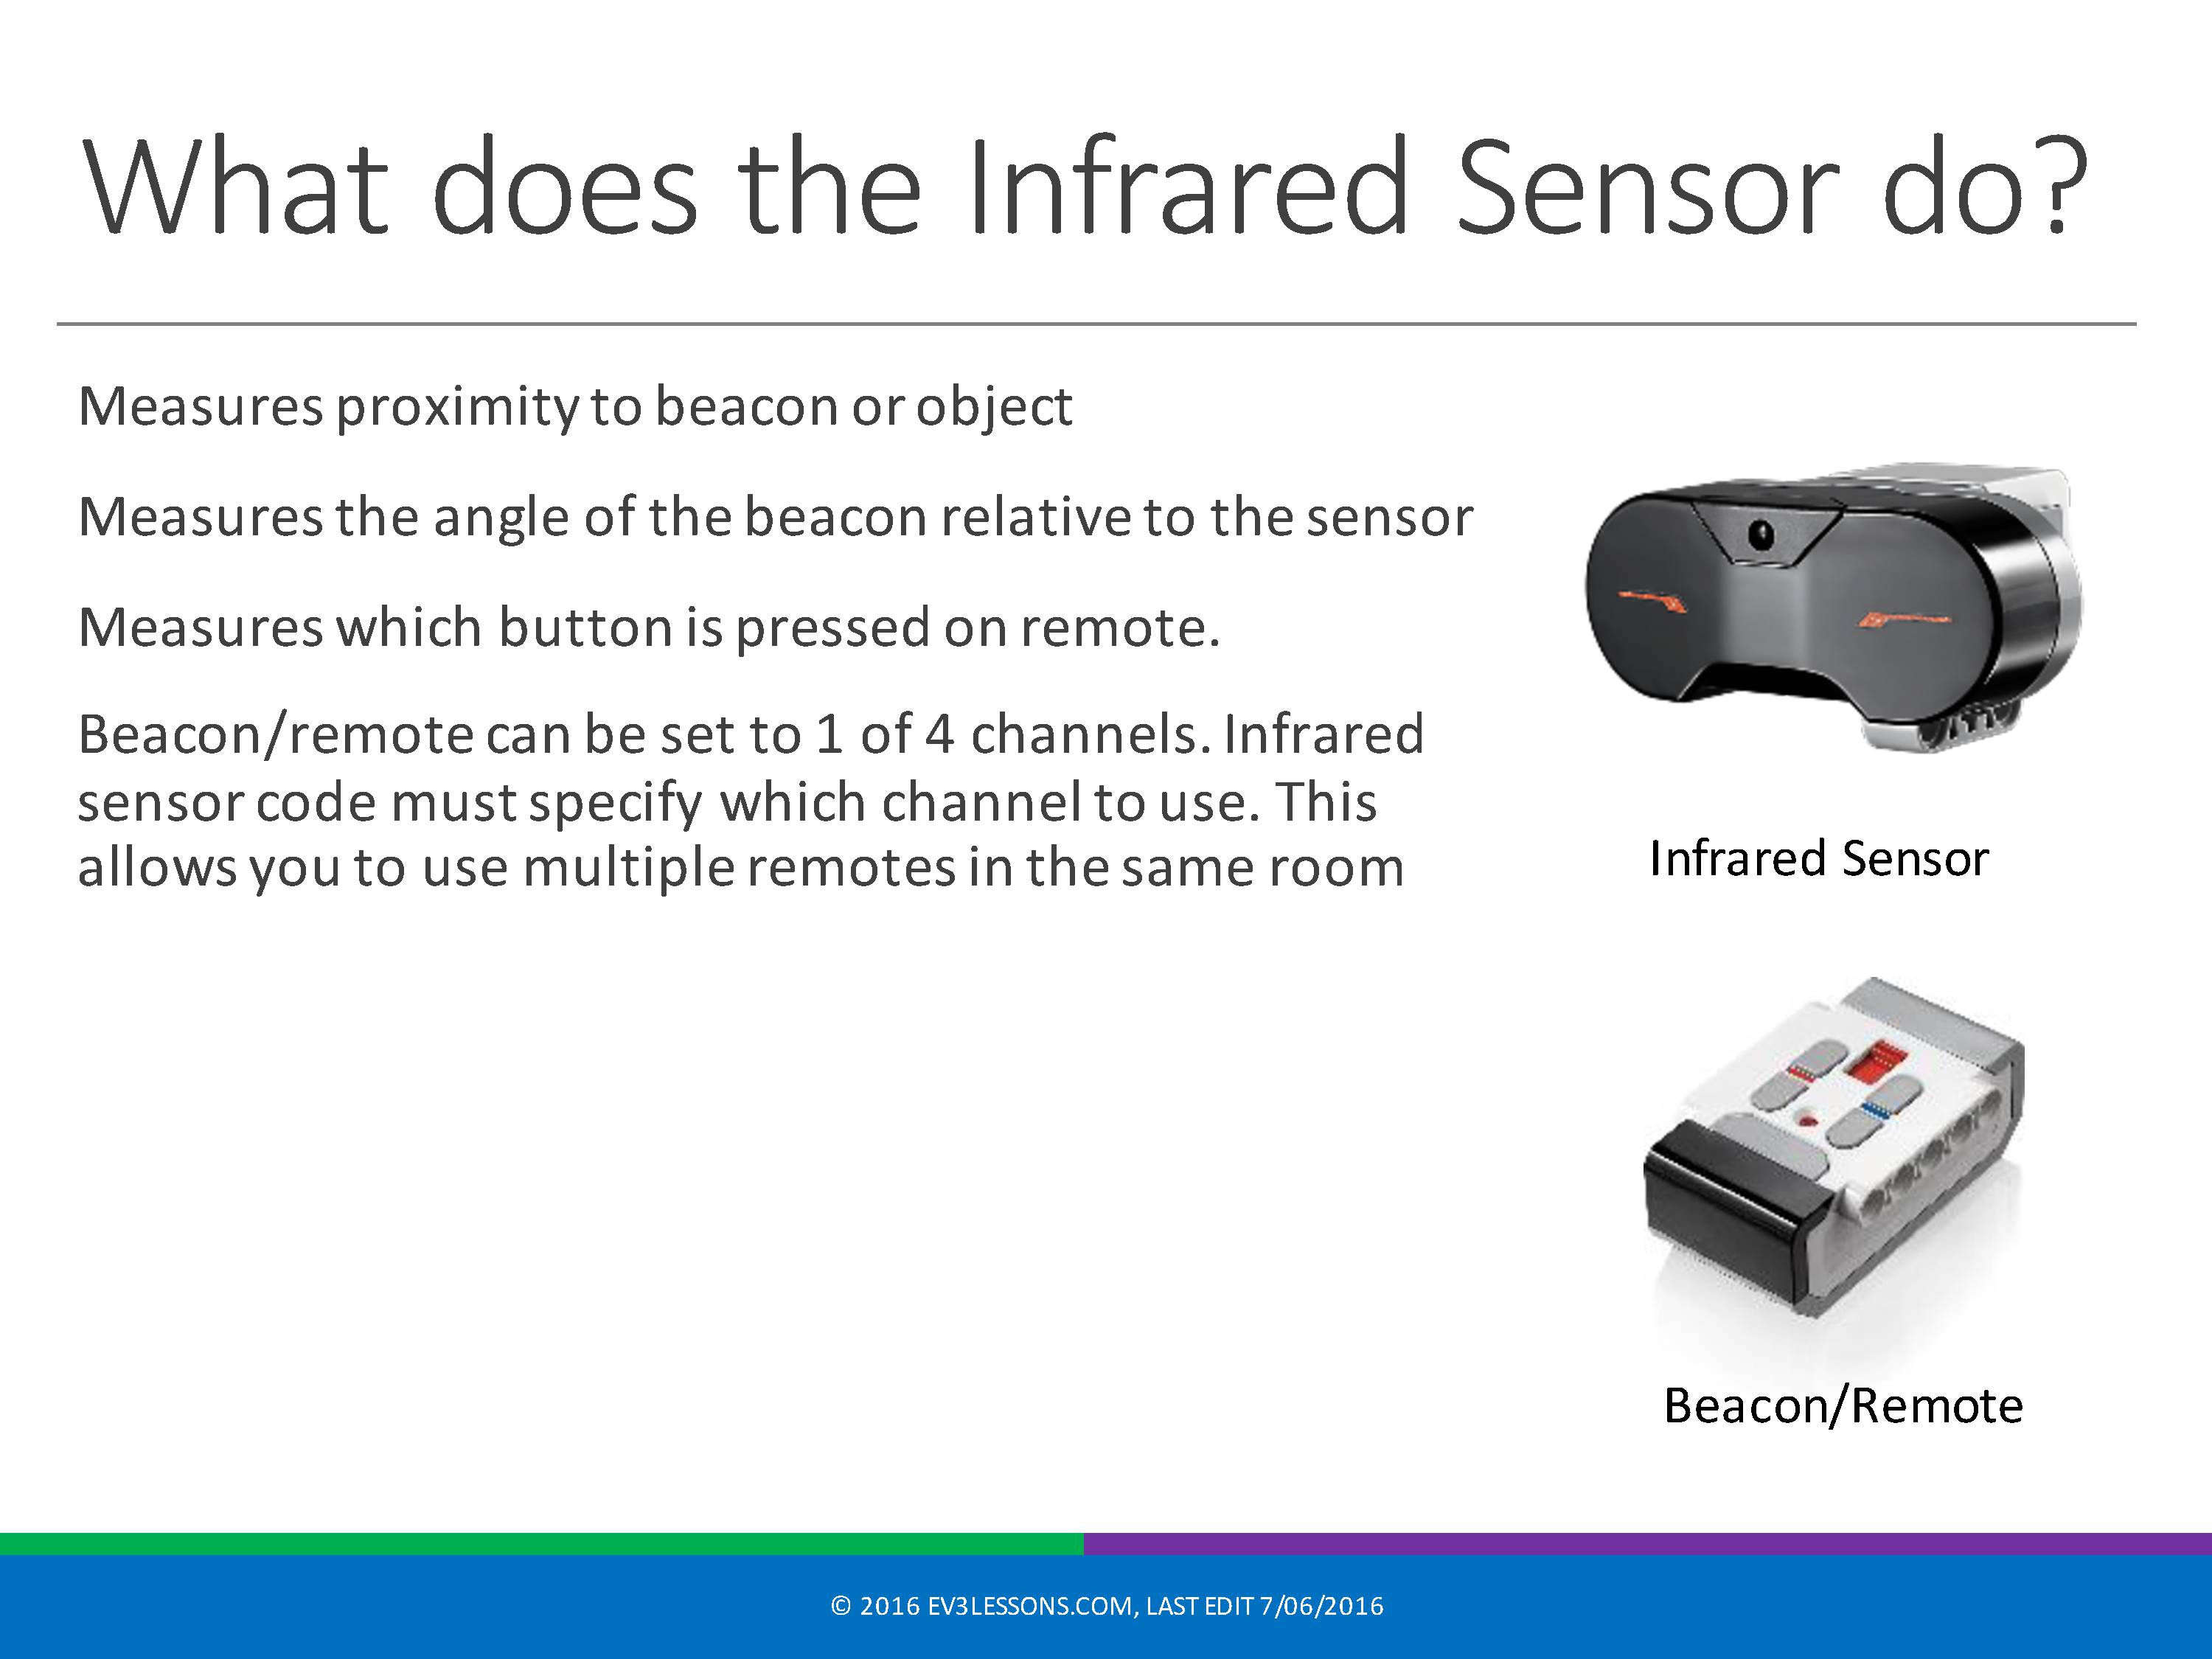 What does the Infrared Sensor do?
Measures proximity to beacon or object
Measures the angle of the beacon relative to the sensor
Measures which button is pressed on remote.
Beacon/remote can be set to 1 of 4 channels. Infrared
sensor code must specify which channel to use. This
allows you to use multiple remotes in the same room
Infrared Sensor
Beacon/Remote
© 2016 EV3LESSONS.COM, LAST EDIT 7/06/2016